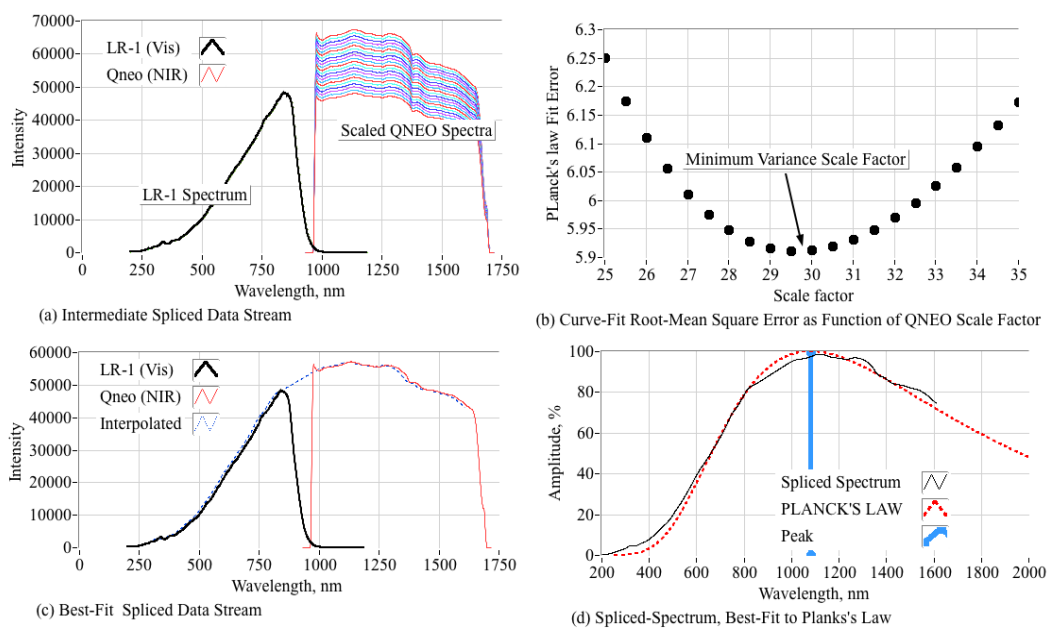 70000
60000
50000
40000
30000
20000
10000
0
Intensity
LR-1 (Vis)
Qneo (NIR)
Scaled QNEO Spectra
LR-1 Spectrum
0 250 500 750 1000 1250 1500 1750
Wavelength, nm
(a) Intermediate Spliced Data Stream
6.3
6.25
6.2
6.15
6.1
6.05
6
5.95
5.9
PLanck's law Fit Error
Minimum Variance Scale Factor
25 26 27 28 29 30 31 32 33 34 35
Scale factor
(b) Curve-Fit Root-Mean Square Error as Function of QNEO Scale Factor
60000
50000
40000
30000
20000
10000
0
Intensity
LR-1 (Vis)
Qneo (NIR)
Interpolated
0 250 500 750 1000 1250 1500 1750
Wavelength, nm
(c) Best-Fit Spliced Data Stream
100
80
60
40
20
0
Amplitude, %
Spliced Spectrum
PLANCK'S LAW
Peak
200 400 600 800 1000 1200 1400 1600 1800 2000
Wavelength, nm
(d) Spliced-Spectrum, Best-Fit to Planks's Law